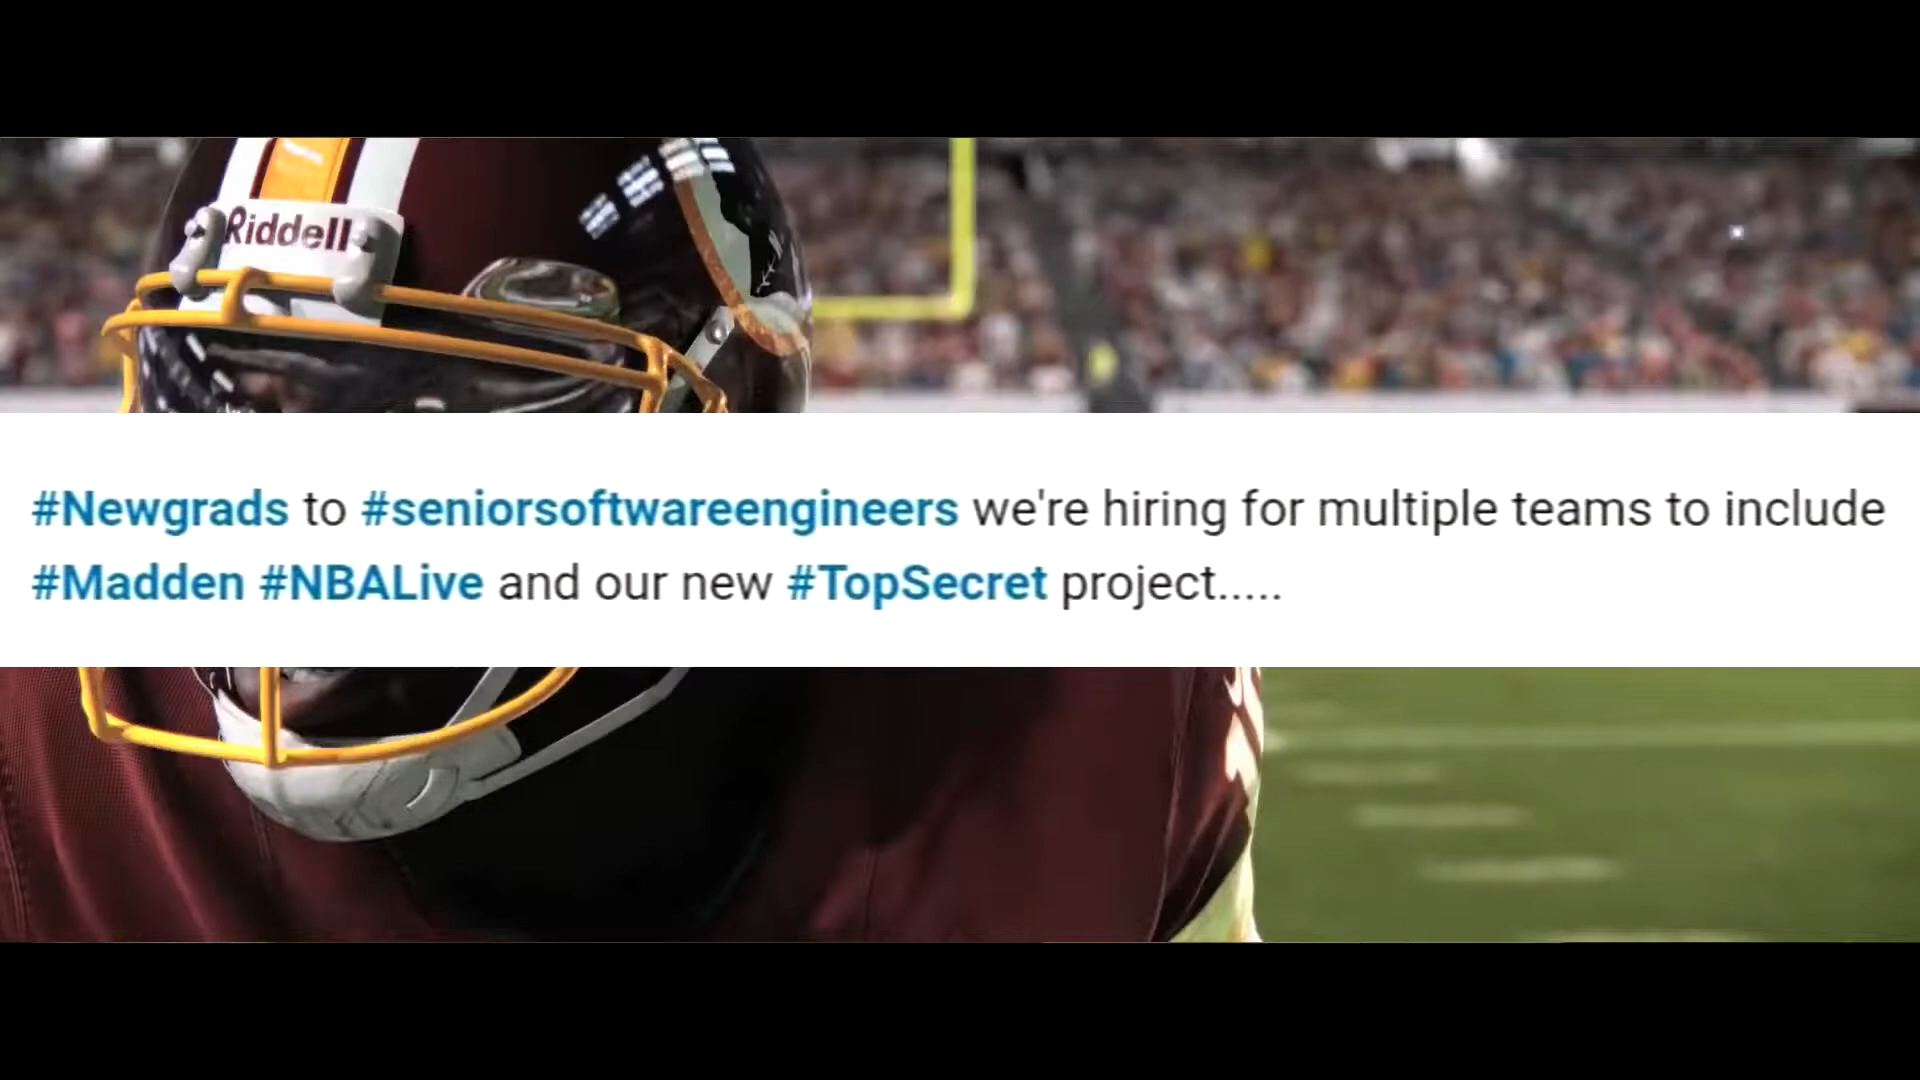 Riddell
#Newgrads to #seniorsoftwareengineers we're hiring for multiple teams to include
#Madden #NBALive and our new #TopSecret project.....